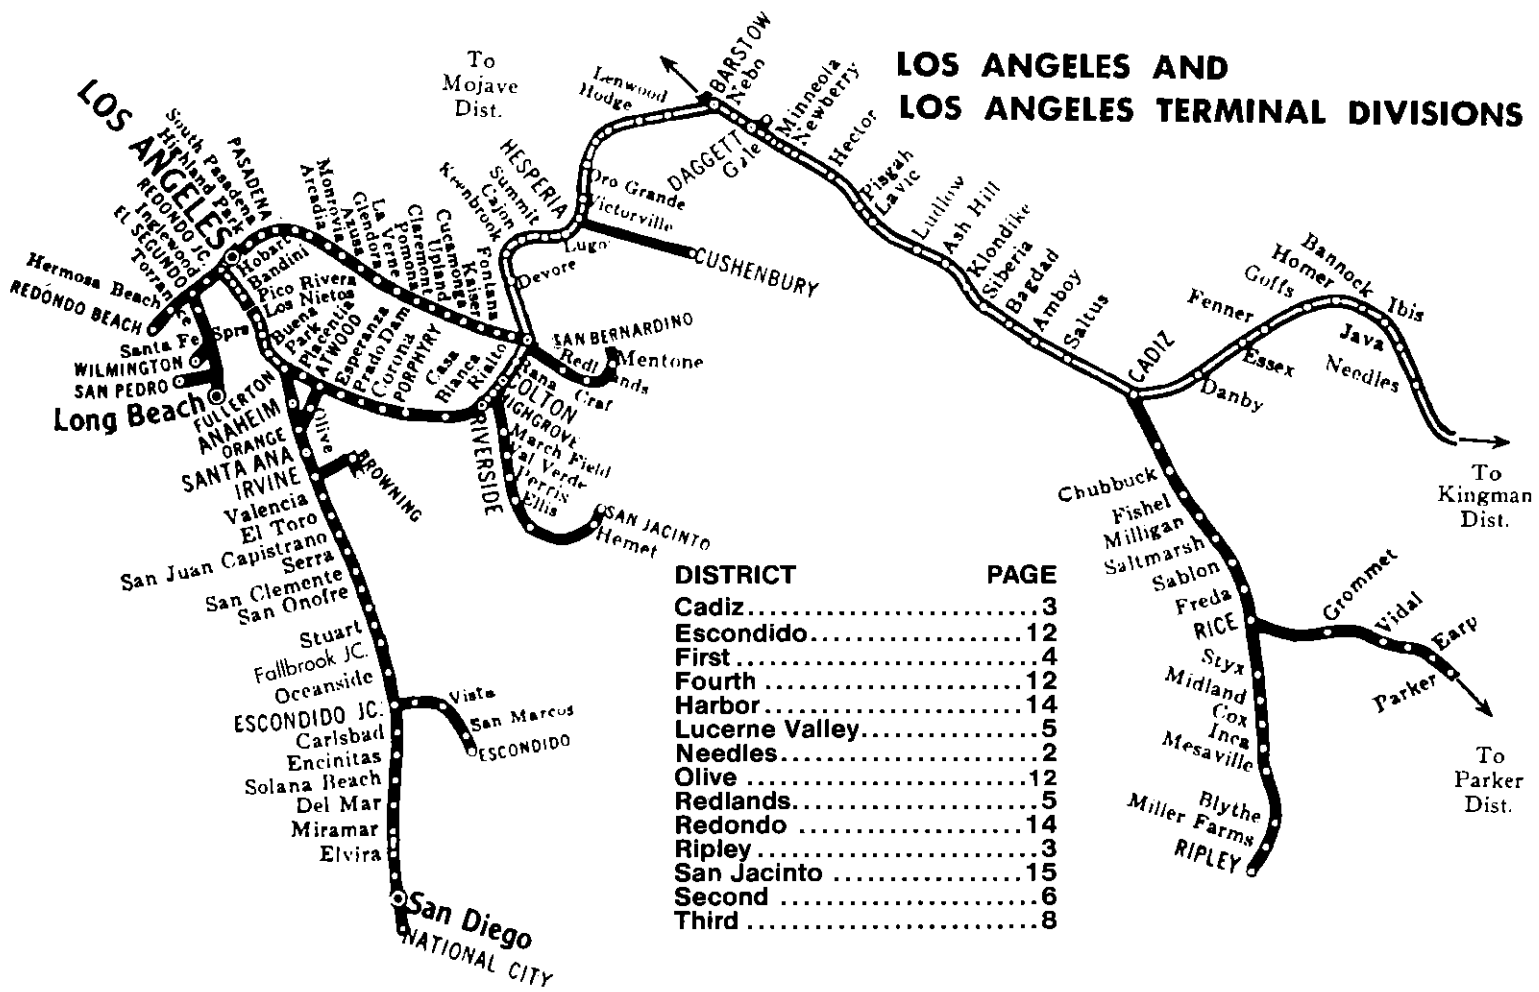 LOS ANGELES AND
LOS ANGELES TERMINAL DIVISIONS
To
Mojave
Dist.
Lenwood
Hodge
BARSTOW
Nebo
DAGGETT
Gale
Minneola
Newberry
Hector
Pisgah
Lavic
Ludlow
Ash Hill
Klondike
Siberia
Bagdad
Amboy
Saltus
CADIZ
Danby
Essex
Fenner
Goffs
Homer
Bannock
Ibis
Java
Needles
To
Kingman
Dist.
Oro Grande
Victorville
HESPERIA
Lugo
Summit
Cajon
Keenbrook
Devore
CUSHENBURY
LOS ANGELES
South Pasadena
Highland Park
PASADENA
Arcadia
Monrovia
Azusa
Glendora
La Verne
Pomona
Claremont
Upland
Cucamonga
Kaiser
Fontana
SAN BERNARDINO
Redlands
Mentone
Craf
Rana
COLTON
HIGHGROVE
Rialto
Casa
Blanca
RIVERSIDE
March Field
Val Verde
Perris
Ellis
SAN JACINTO
Hemet
REDONDO JC.
Inglewood
EL SEGUNDO
Torrance
Hermosa Beach
REDONDO BEACH
Santa Fe Sprs
WILMINGTON
SAN PEDRO
Long Beach
Hobart
Bandini
Pico Rivera
Los Nietos
Buena
Park
Placentia
ATWOOD
Esperanza
Prado Dam
Corona
PORPHYRY
FULLERTON
ANAHEIM
ORANGE
Olive
SANTA ANA
IRVINE
BROWNING
Valencia
El Toro
San Juan Capistrano
Serra
San Clemente
San Onofre
Stuart
Fallbrook JC.
Oceanside
ESCONDIDO JC.
Vista
San Marcos
ESCONDIDO
Carlsbad
Encinitas
Solana Beach
Del Mar
Miramar
Elvira
San Diego
NATIONAL CITY
Chubbuck
Fishel
Milligan
Saltmarsh
Sablon
Freda
RICE
Grommet
Vidal
Earp
Parker
To
Parker
Dist.
Styx
Midland
Cox
Inca
Mesaville
Blythe
Miller Farms
RIPLEY
DISTRICT PAGE
Cadiz........................3
Escondido..................12
First.........................4
Fourth .....................12
Harbor......................14
Lucerne Valley...............5
Needles......................2
Olive .......................12
Redlands.....................5
Redondo ...................14
Ripley.......................3
San Jacinto ................15
Second ......................6
Third ........................8